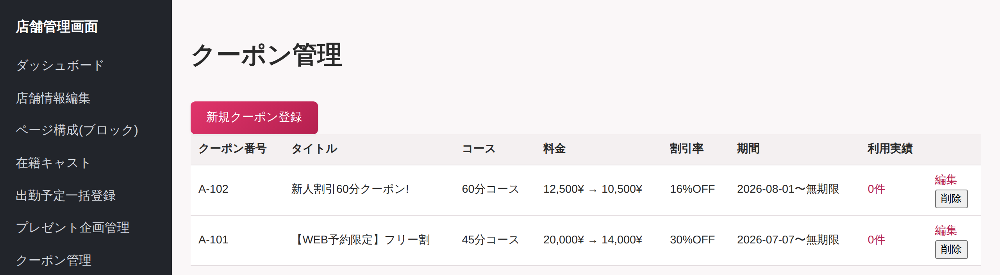 店舗管理画面
ダッシュボード
店舗情報編集
ページ構成(ブロック)
在籍キャスト
出勤予定一括登録
プレゼント企画管理
クーポン管理
クーポン管理
新規クーポン登録
クーポン番号 タイトル コース 料金 割引率 期間 利用実績
A-102 新人割引60分クーポン! 60分コース 12,500¥ → 10,500¥ 16%OFF 2026-08-01〜無期限 0件 編集
削除
A-101 【WEB予約限定】フリー割 45分コース 20,000¥ → 14,000¥ 30%OFF 2026-07-07〜無期限 0件 編集
削除